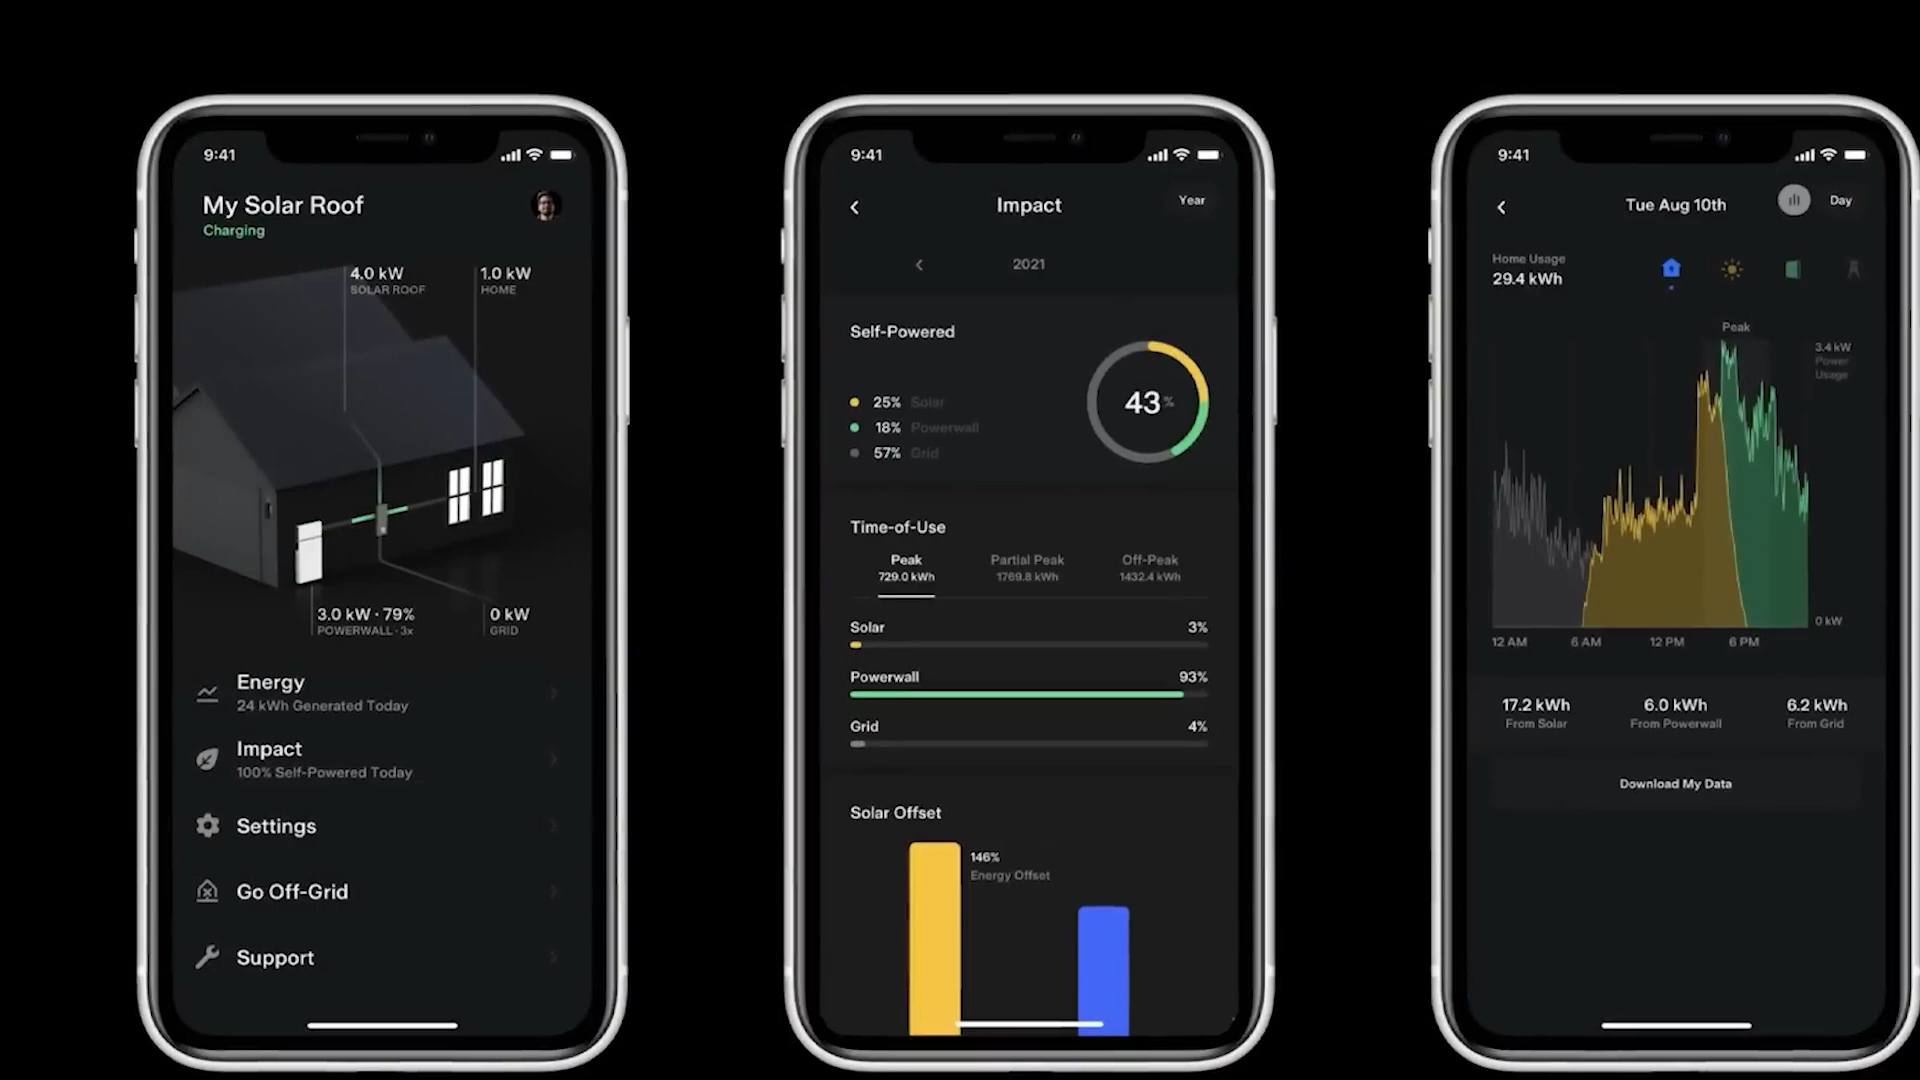 9:41
My Solar Roof
Charging
4.0 kW
SOLAR ROOF
1.0 kW
HOME
3.0 kW · 79%
POWERWALL · 3x
0 kW
GRID
Energy
24 kWh Generated Today
Impact
100% Self-Powered Today
Settings
Go Off-Grid
Support
9:41
Impact
Year
2021
Self-Powered
25% Solar
18% Powerwall
57% Grid
43%
Time-of-Use
Peak
729.0 kWh
Partial Peak
1769.8 kWh
Off-Peak
1432.4 kWh
Solar 3%
Powerwall 93%
Grid 4%
Solar Offset
146%
Energy Offset
9:41
Tue Aug 10th
Day
Home Usage
29.4 kWh
Peak
3.4 kW
Power
Usage
0 kW
12 AM 6 AM 12 PM 6 PM
17.2 kWh
From Solar
6.0 kWh
From Powerwall
6.2 kWh
From Grid
Download My Data